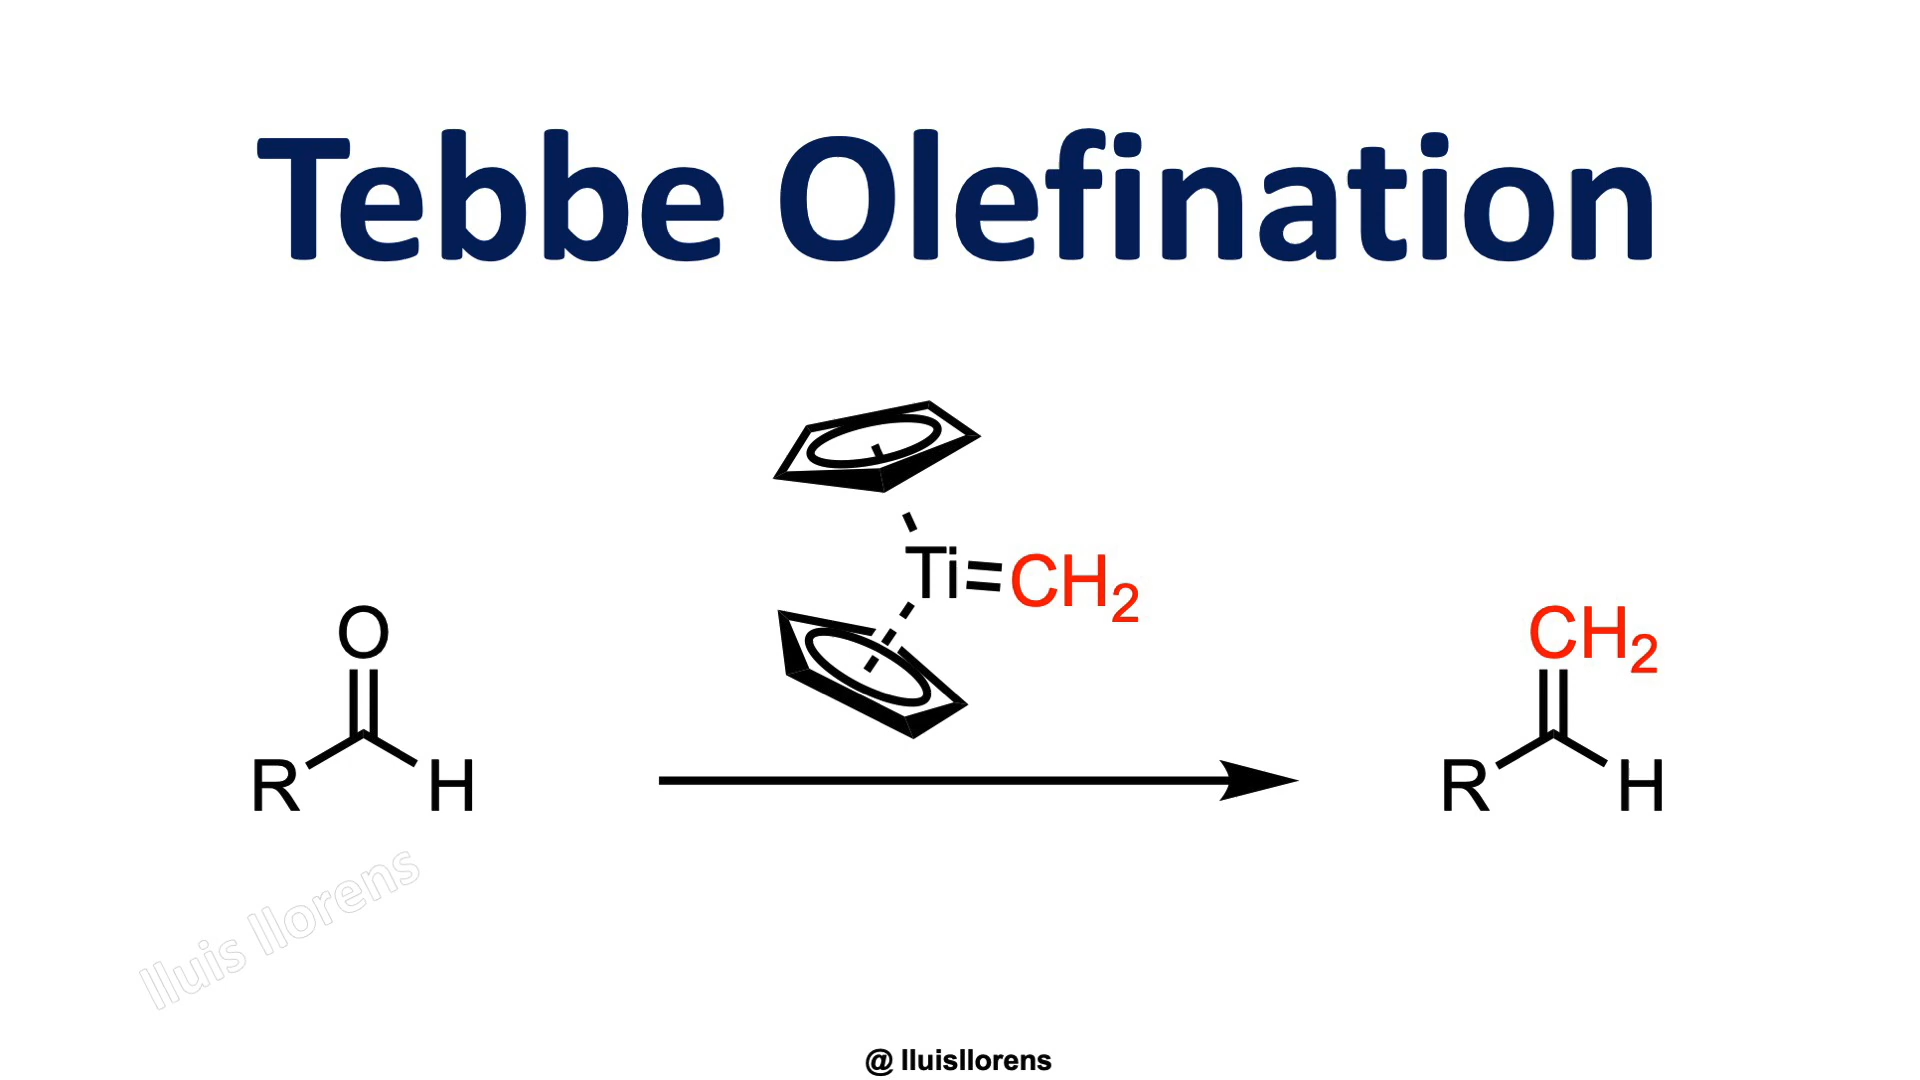 Tebbe Olefination
Ti=CH₂
O
R
H
CH₂
R
H
lluis llorens
@ lluisllorens